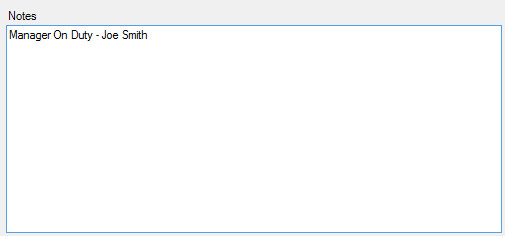 Notes
Manager On Duty - Joe Smith